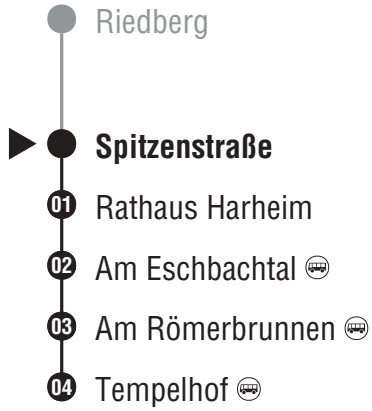 Riedberg
Spitzenstraße
01 Rathaus Harheim
02 Am Eschbachtal
03 Am Römerbrunnen
04 Tempelhof